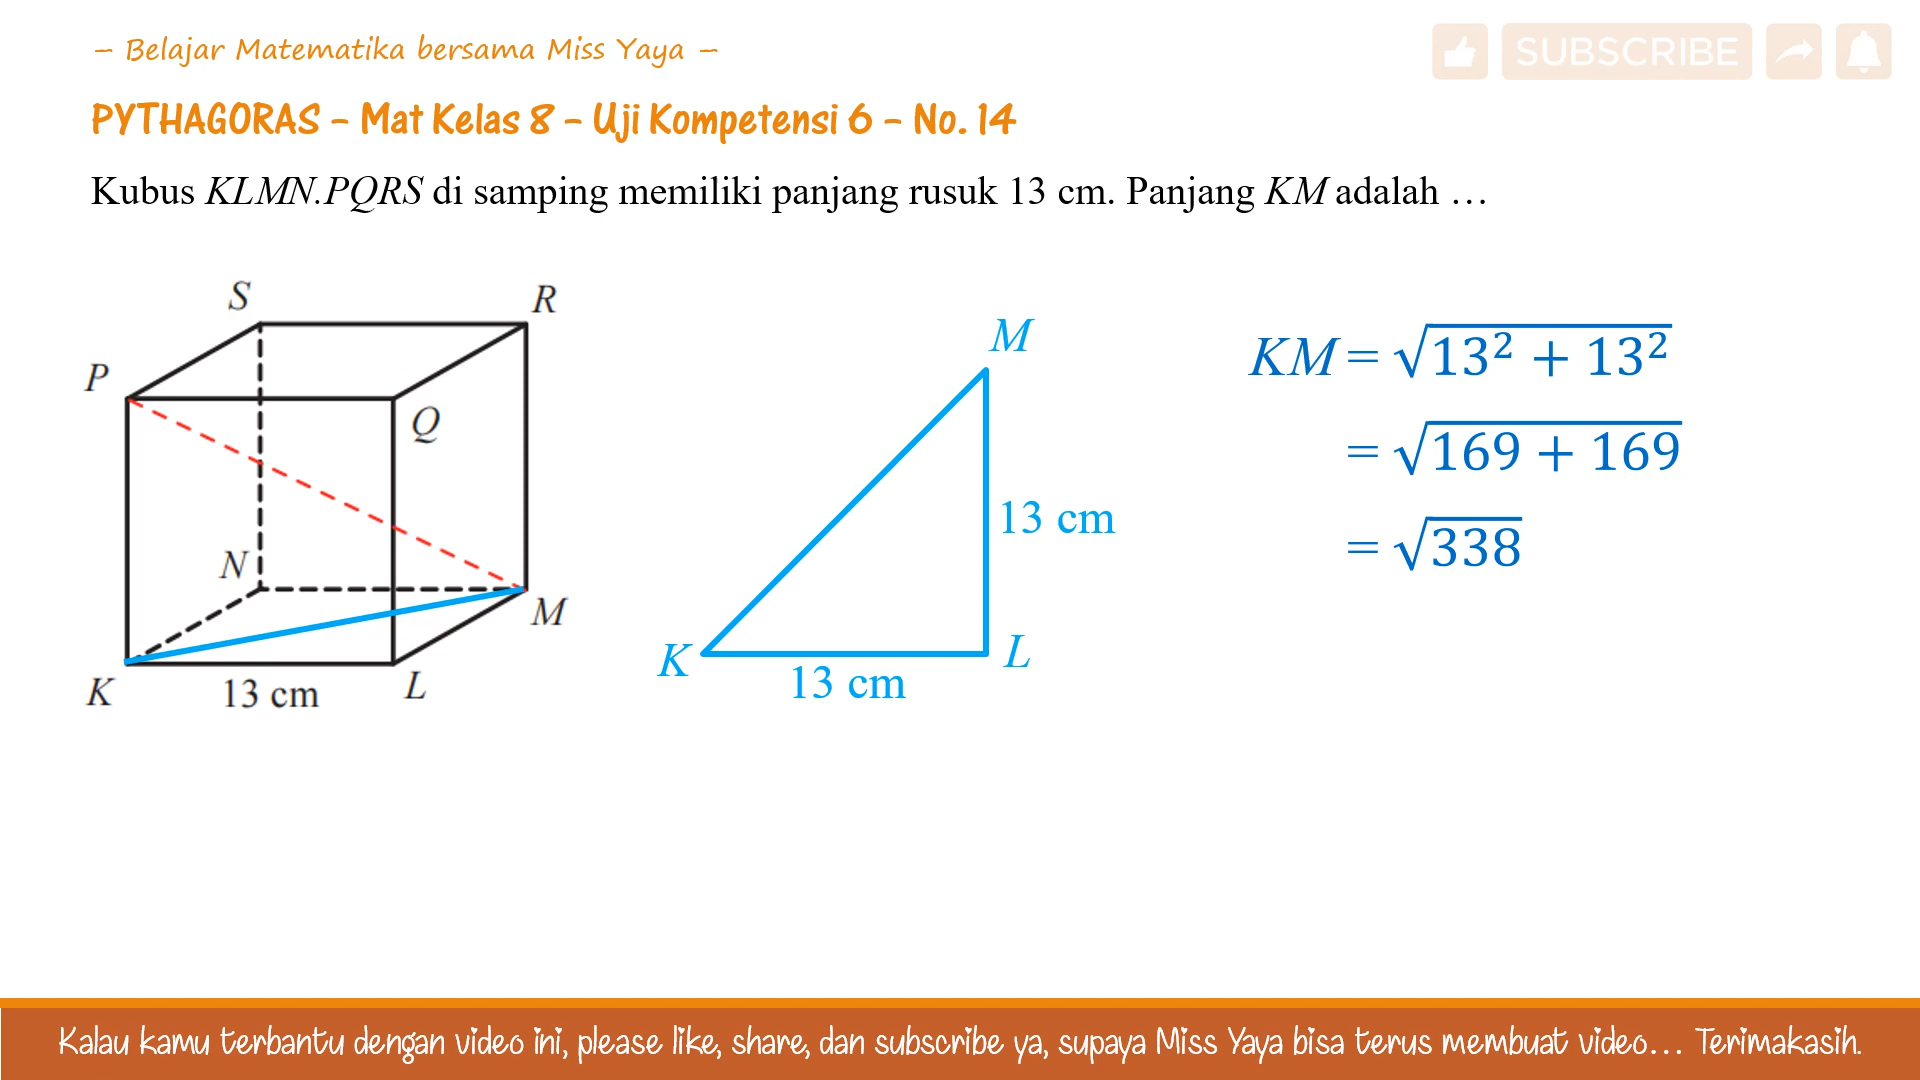 – Belajar Matematika bersama Miss Yaya –
SUBSCRIBE
PYTHAGORAS – Mat Kelas 8 – Uji Kompetensi 6 – No. 14
Kubus KLMN.PQRS di samping memiliki panjang rusuk 13 cm. Panjang KM adalah …
S
R
P
Q
N
M
K
13 cm
L
M
13 cm
K
L
13 cm
KM = √13² + 13²
= √169 + 169
= √338
Kalau kamu terbantu dengan video ini, please like, share, dan subscribe ya, supaya Miss Yaya bisa terus membuat video... Terimakasih.